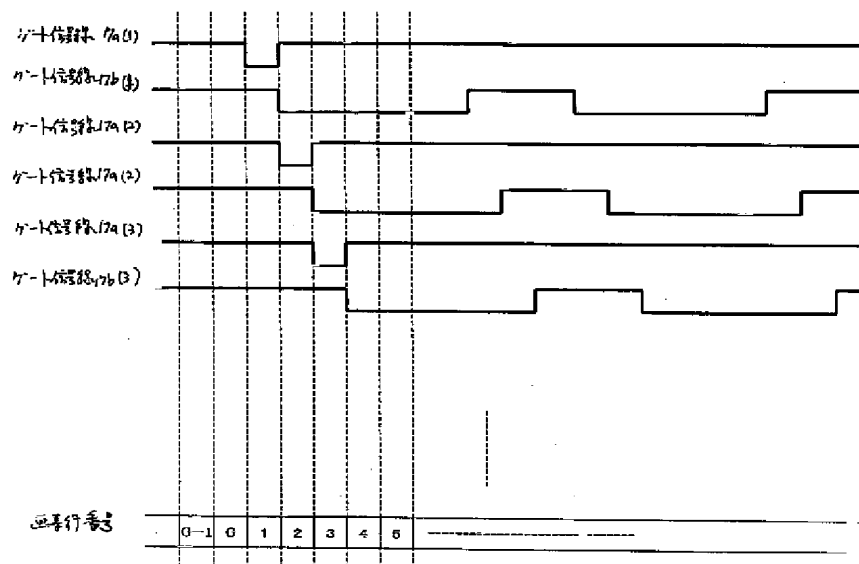 ゲート信号線 17a(1)
ゲート信号線17b(1)
ゲート信号線17a(2)
ゲート信号線17a(2)
ゲート信号線17a(3)
ゲート信号線17b(3)
画素行番号 0-1 0 1 2 3 4 5